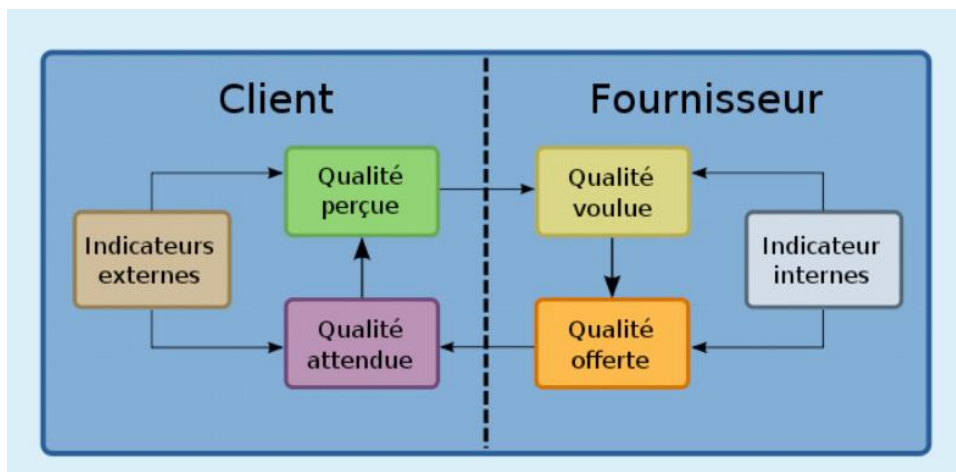 Client
Fournisseur
Qualité
perçue
Qualité
voulue
Indicateurs
externes
Indicateur
internes
Qualité
attendue
Qualité
offerte